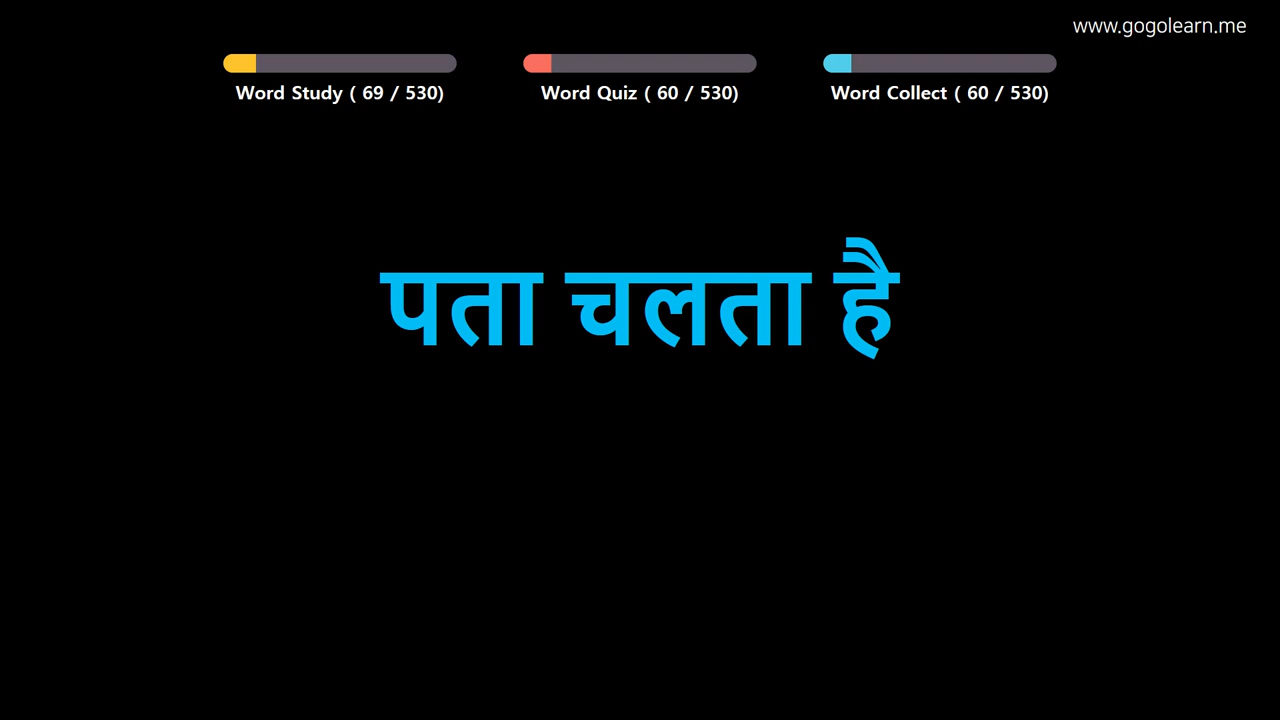 www.gogolearn.me
Word Study ( 69 / 530)
Word Quiz ( 60 / 530)
Word Collect ( 60 / 530)
पता चलता है